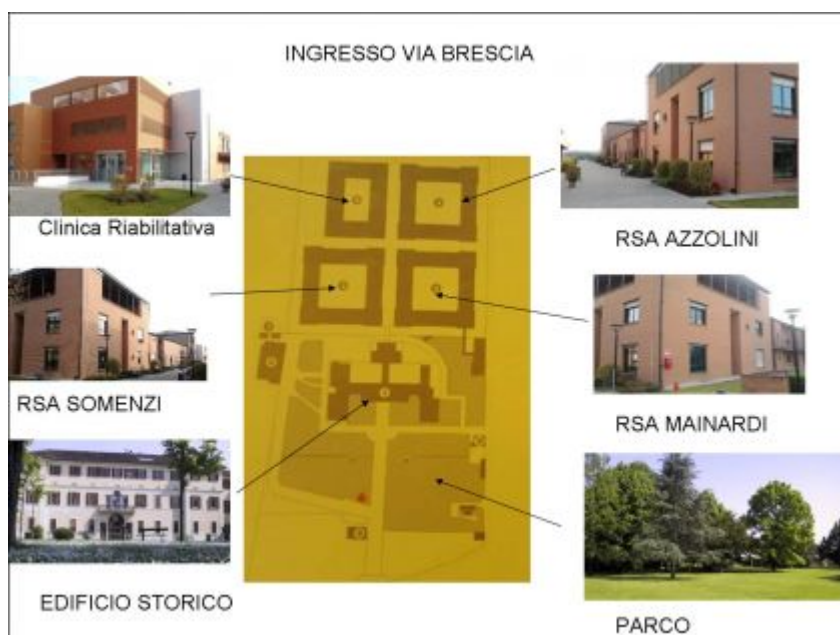 INGRESSO VIA BRESCIA
Clinica Riabilitativa
RSA AZZOLINI
RSA SOMENZI
RSA MAINARDI
EDIFICIO STORICO
PARCO